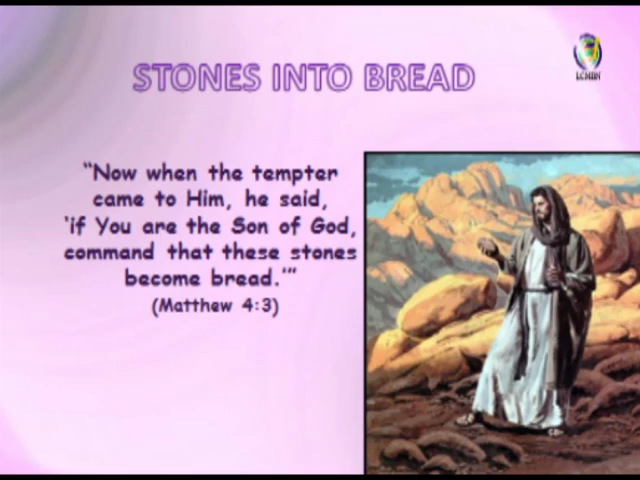 STONES INTO BREAD
LCMBN
“Now when the tempter
came to Him, he said,
‘if You are the Son of God,
command that these stones
become bread.’”
(Matthew 4:3)